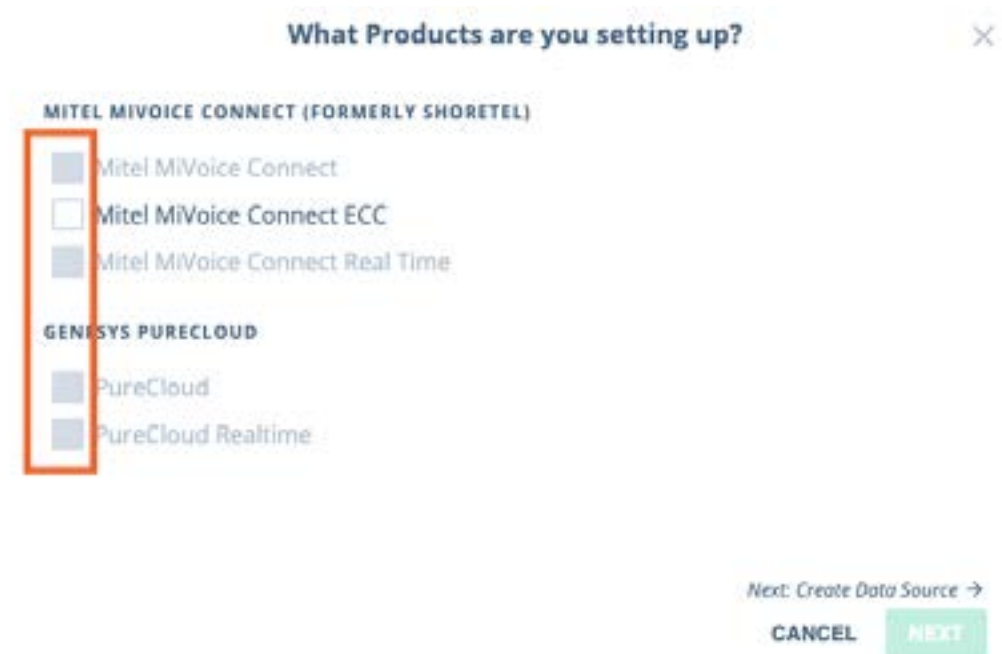 What Products are you setting up?
MITEL MIVOICE CONNECT (FORMERLY SHORETEL)
Mitel MiVoice Connect
Mitel MiVoice Connect ECC
Mitel MiVoice Connect Real Time
GENESYS PURECLOUD
PureCloud
PureCloud Realtime
Next: Create Data Source →
CANCEL NEXT